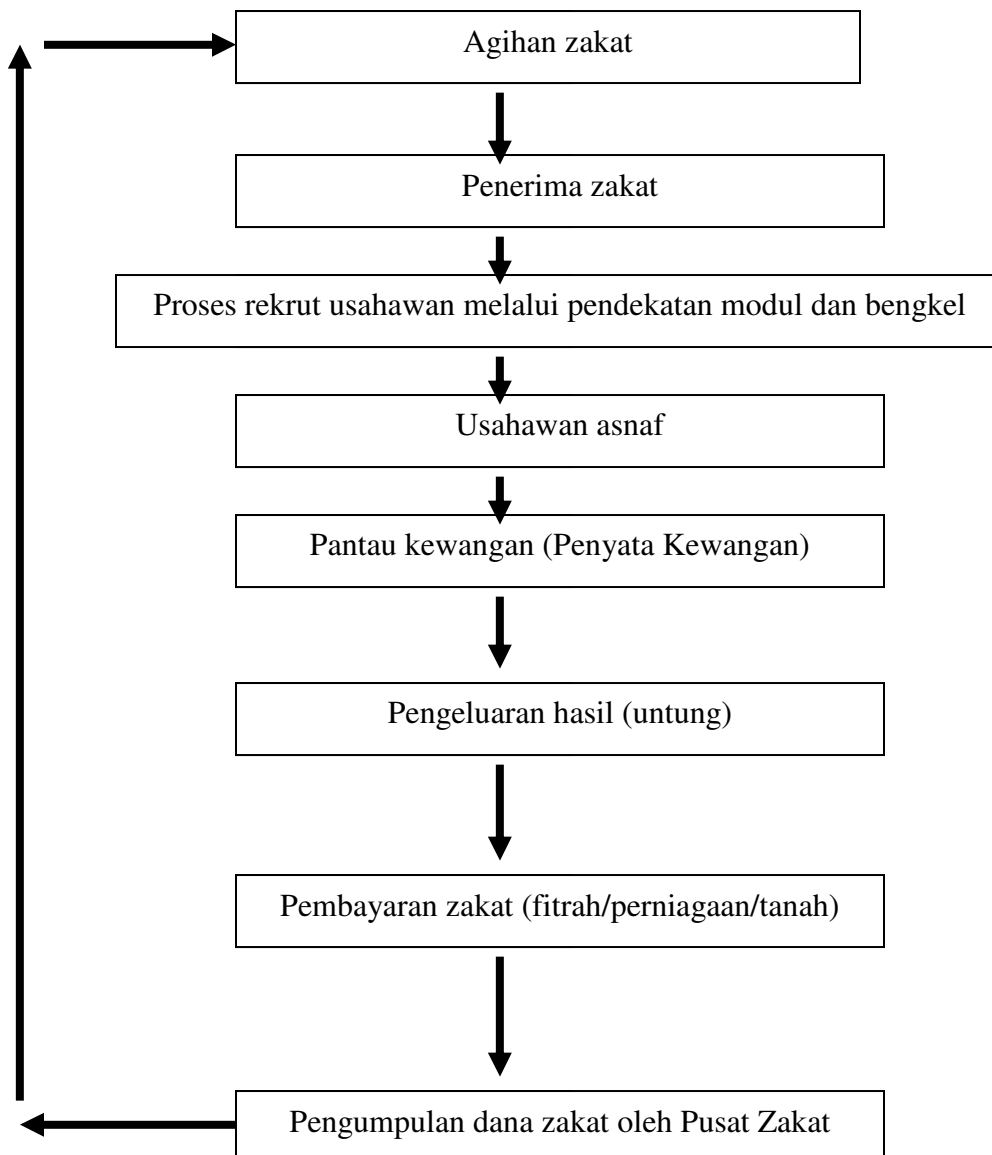 Agihan zakat
Penerima zakat
Proses rekrut usahawan melalui pendekatan modul dan bengkel
Usahawan asnaf
Pantau kewangan (Penyata Kewangan)
Pengeluaran hasil (untung)
Pembayaran zakat (fitrah/perniagaan/tanah)
Pengumpulan dana zakat oleh Pusat Zakat